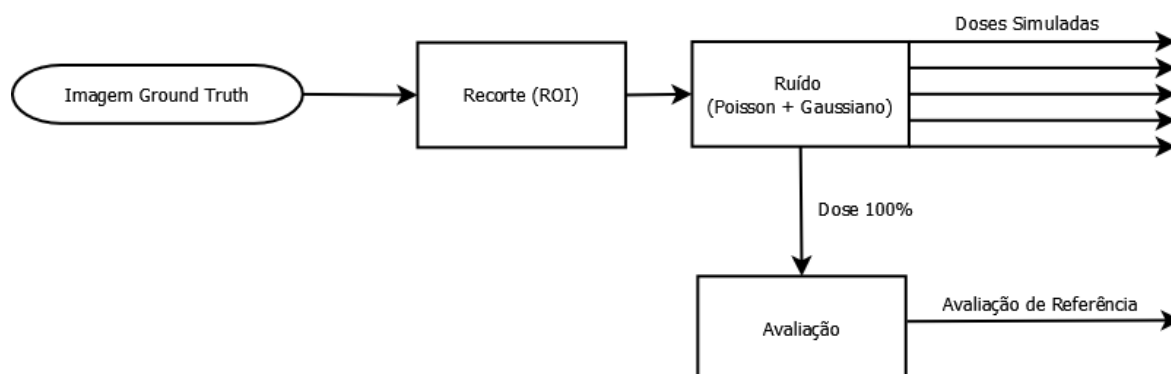 Doses Simuladas
Imagem Ground Truth
Recorte (ROI)
Ruído
(Poisson + Gaussiano)
Dose 100%
Avaliação
Avaliação de Referência